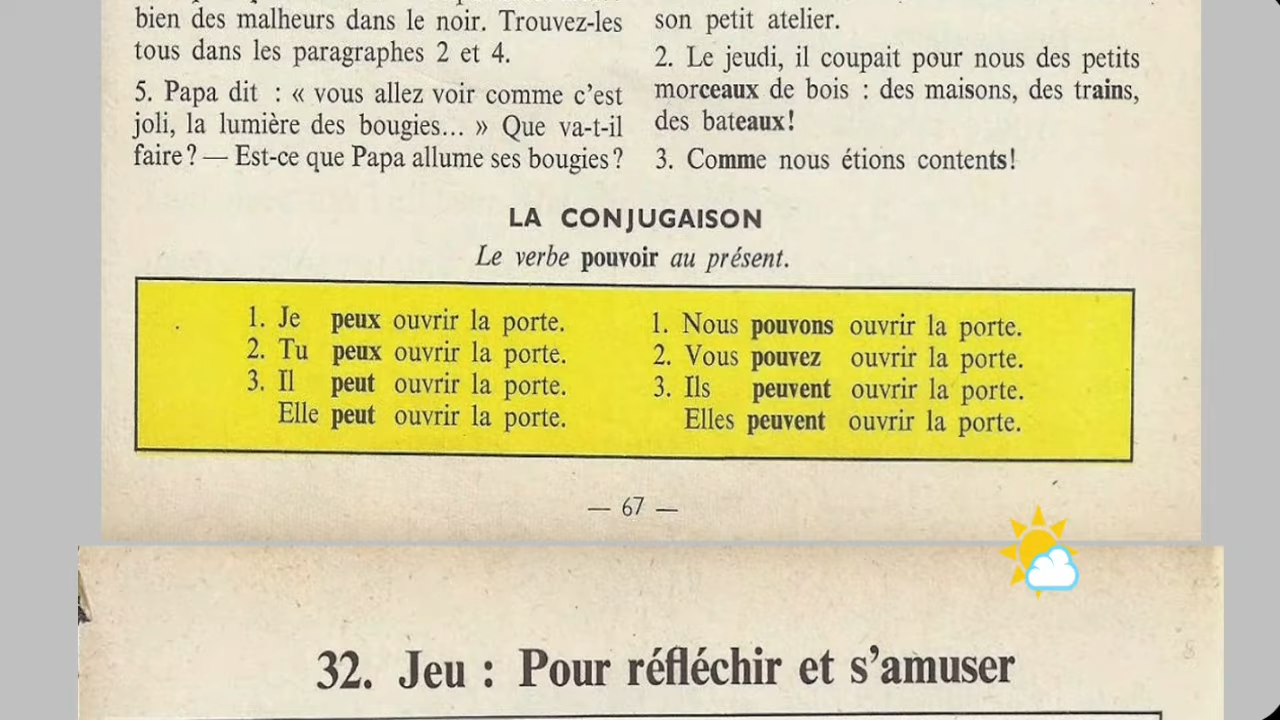 bien des malheurs dans le noir. Trouvez-les
tous dans les paragraphes 2 et 4.
5. Papa dit : « vous allez voir comme c'est
joli, la lumière des bougies... » Que va-t-il
faire ? — Est-ce que Papa allume ses bougies ?
son petit atelier.
2. Le jeudi, il coupait pour nous des petits
morceaux de bois : des maisons, des trains,
des bateaux!
3. Comme nous étions contents!
LA CONJUGAISON
Le verbe pouvoir au présent.
1. Je peux ouvrir la porte.
2. Tu peux ouvrir la porte.
3. Il peut ouvrir la porte.
Elle peut ouvrir la porte.
1. Nous pouvons ouvrir la porte.
2. Vous pouvez ouvrir la porte.
3. Ils peuvent ouvrir la porte.
Elles peuvent ouvrir la porte.
— 67 —
32. Jeu : Pour réfléchir et s'amuser